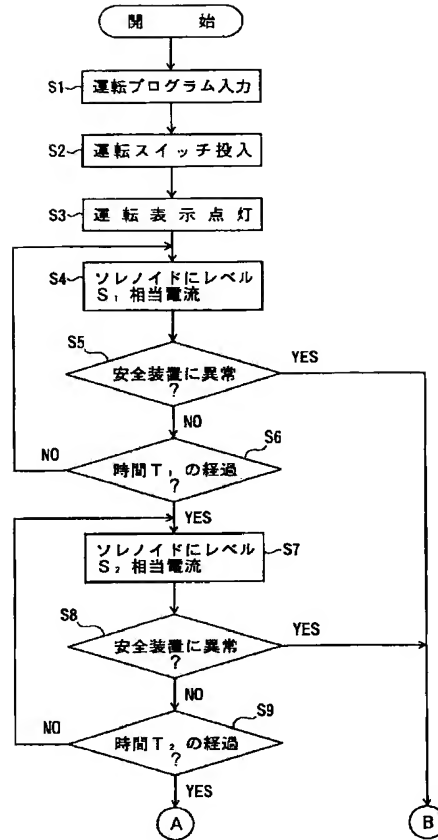 開 始
S1 運転プログラム入力
S2 運転スイッチ投入
S3 運転表示点灯
S4 ソレノイドにレベル
S₁相当電流
S5 安全装置に異常
?
YES
NO
S6 時間T₁の経過
?
NO
YES
ソレノイドにレベル S7
S₂相当電流
S8 安全装置に異常
?
YES
NO
S9 時間T₂の経過
?
NO
YES
A
B